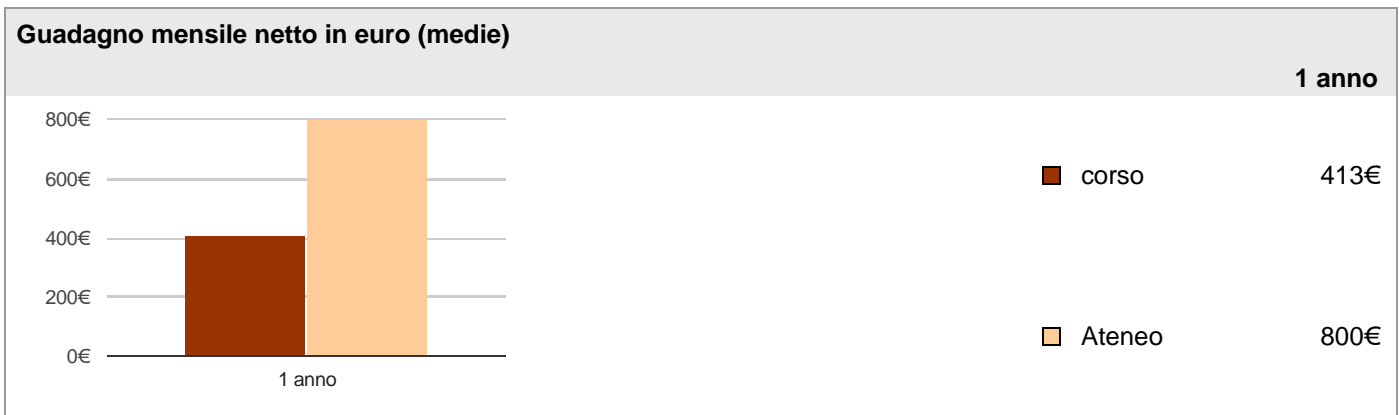 Guadagno mensile netto in euro (medie)
1 anno
800€
600€
400€
200€
0€
1 anno
corso 413€
Ateneo 800€